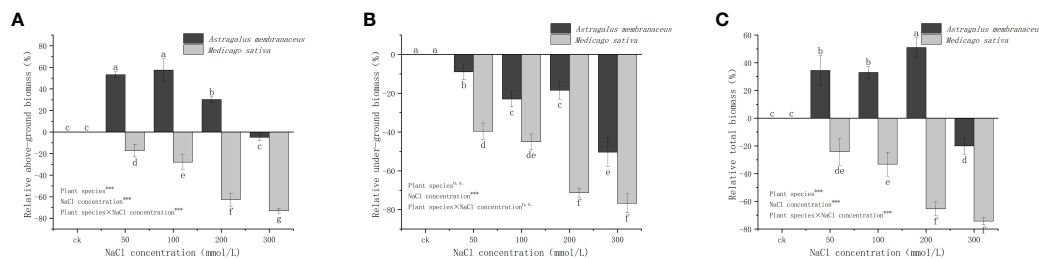 A
Astragalus membranaceus
Medicago sativa
Relative above-ground biomass (%)
80
60
40
20
0
-20
-40
-60
-80
c c a d a e b f c g
Plant species***
NaCl concentration***
Plant species×NaCl concentration***
ck 50 100 200 300
NaCl concentration (mmol/L)
B
Astragalus membranaceus
Medicago sativa
Relative under-ground biomass (%)
0
-20
-40
-60
-80
a a b d c de c f e f
Plant species n.s.
NaCl concentration***
Plant species×NaCl concentration n.s.
ck 50 100 200 300
NaCl concentration (mmol/L)
C
Astragalus membranaceus
Medicago sativa
Relative total biomass (%)
60
40
20
0
-20
-40
-60
-80
c c b de b e a f d f
Plant species***
NaCl concentration***
Plant species×NaCl concentration***
ck 50 100 200 300
NaCl concentration (mmol/L)